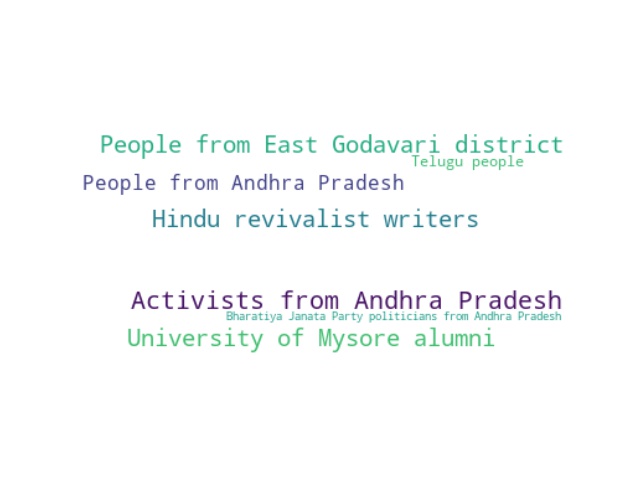 People from East Godavari district
Telugu people
People from Andhra Pradesh
Hindu revivalist writers
Activists from Andhra Pradesh
Bharatiya Janata Party politicians from Andhra Pradesh
University of Mysore alumni